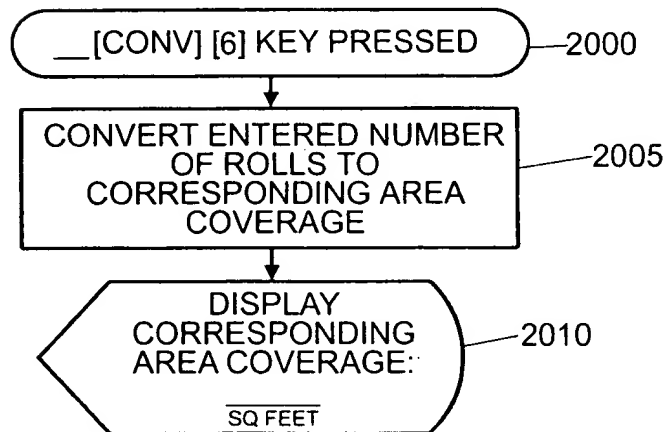 __[CONV] [6] KEY PRESSED
2000
CONVERT ENTERED NUMBER
OF ROLLS TO
CORRESPONDING AREA
COVERAGE
2005
DISPLAY
CORRESPONDING
AREA COVERAGE:
SQ FEET
2010